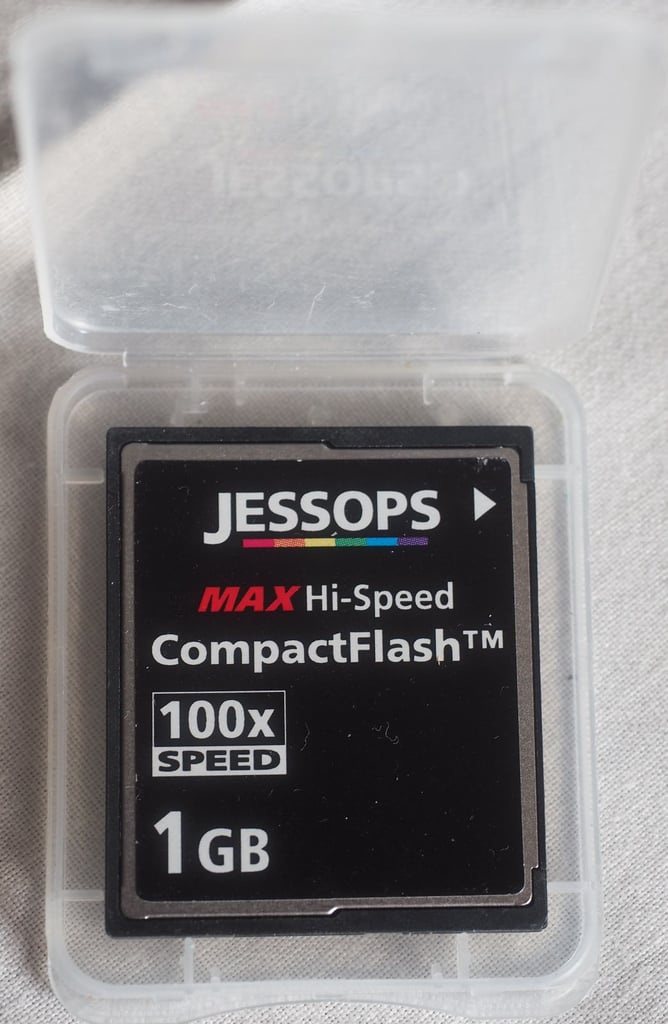 JESSOPS
MAX Hi-Speed
CompactFlash™
100x
SPEED
1GB